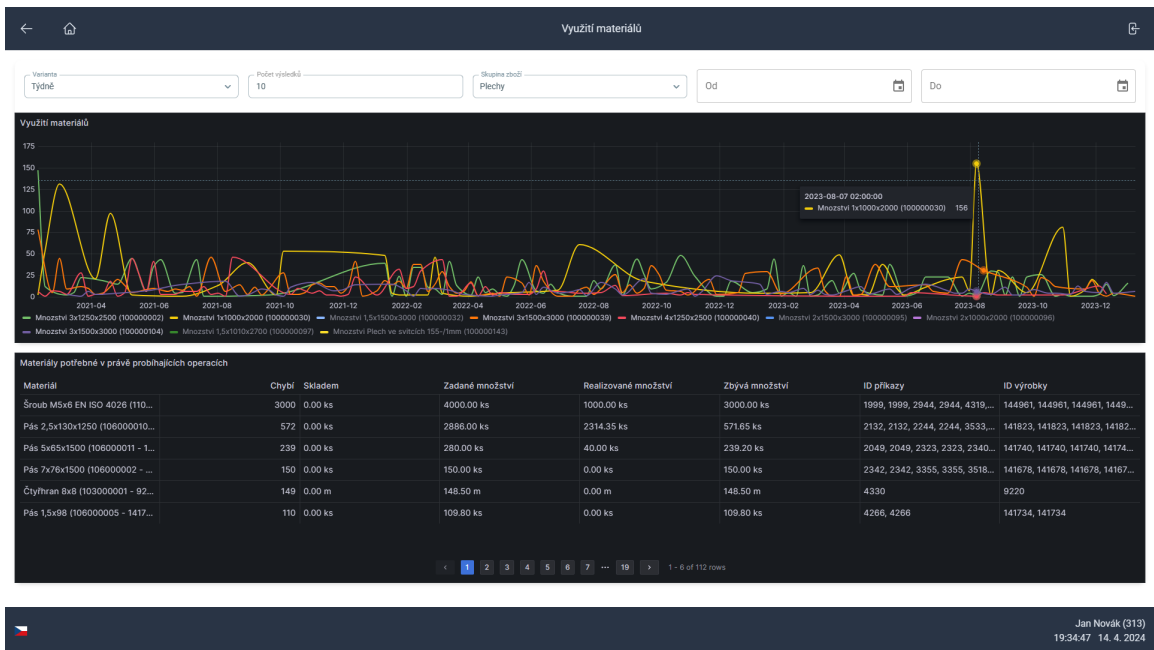 Využití materiálů
Varianta
Týdně
Počet výsledků
10
Skupina zboží
Plechy
Od
Do
Využití materiálů
175
150
125
100
75
50
25
0
2023-08-07 02:00:00
Mnozstvi 1x1000x2000 (100000030) 156
2021-04 2021-06 2021-08 2021-10 2021-12 2022-02 2022-04 2022-06 2022-08 2022-10 2022-12 2023-02 2023-04 2023-06 2023-08 2023-10 2023-12
Mnozstvi 3x1250x2500 (100000002) Mnozstvi 1x1000x2000 (100000030) Mnozstvi 1,5x1500x3000 (100000032) Mnozstvi 3x1500x3000 (100000039) Mnozstvi 4x1250x2500 (100000040) Mnozstvi 2x1500x3000 (100000095) Mnozstvi 2x1000x2000 (100000096)
Mnozstvi 3x1500x3000 (100000104) Mnozstvi 1,5x1010x2700 (100000097) Mnozstvi Plech ve svitcích 155-/1mm (100000143)
Materiály potřebné v právě probíhajících operacích
Materiál Chybí Skladem Zadané množství Realizované množství Zbývá množství ID příkazy ID výrobky
Šroub M5x6 EN ISO 4026 (110... 3000 0.00 ks 4000.00 ks 1000.00 ks 3000.00 ks 1999, 1999, 2944, 2944, 4319,... 144961, 144961, 144961, 1449...
Pás 2,5x130x1250 (106000010... 572 0.00 ks 2886.00 ks 2314.35 ks 571.65 ks 2132, 2132, 2244, 2244, 3533,... 141823, 141823, 141823, 14182...
Pás 5x65x1500 (106000011 - 1... 239 0.00 ks 280.00 ks 40.00 ks 239.20 ks 2049, 2049, 2323, 2323, 2340... 141740, 141740, 141740, 14174...
Pás 7x76x1500 (106000002 - ... 150 0.00 ks 150.00 ks 0.00 ks 150.00 ks 2342, 2342, 3355, 3355, 3518... 141678, 141678, 141678, 14167...
Čtyřhran 8x8 (103000001 - 92... 149 0.00 m 148.50 m 0.00 m 148.50 m 4330 9220
Pás 1,5x98 (106000005 - 1417... 110 0.00 ks 109.80 ks 0.00 ks 109.80 ks 4266, 4266 141734, 141734
1 2 3 4 5 6 7 ... 19 1 - 6 of 112 rows
Jan Novák (313)
19:34:47 14. 4. 2024